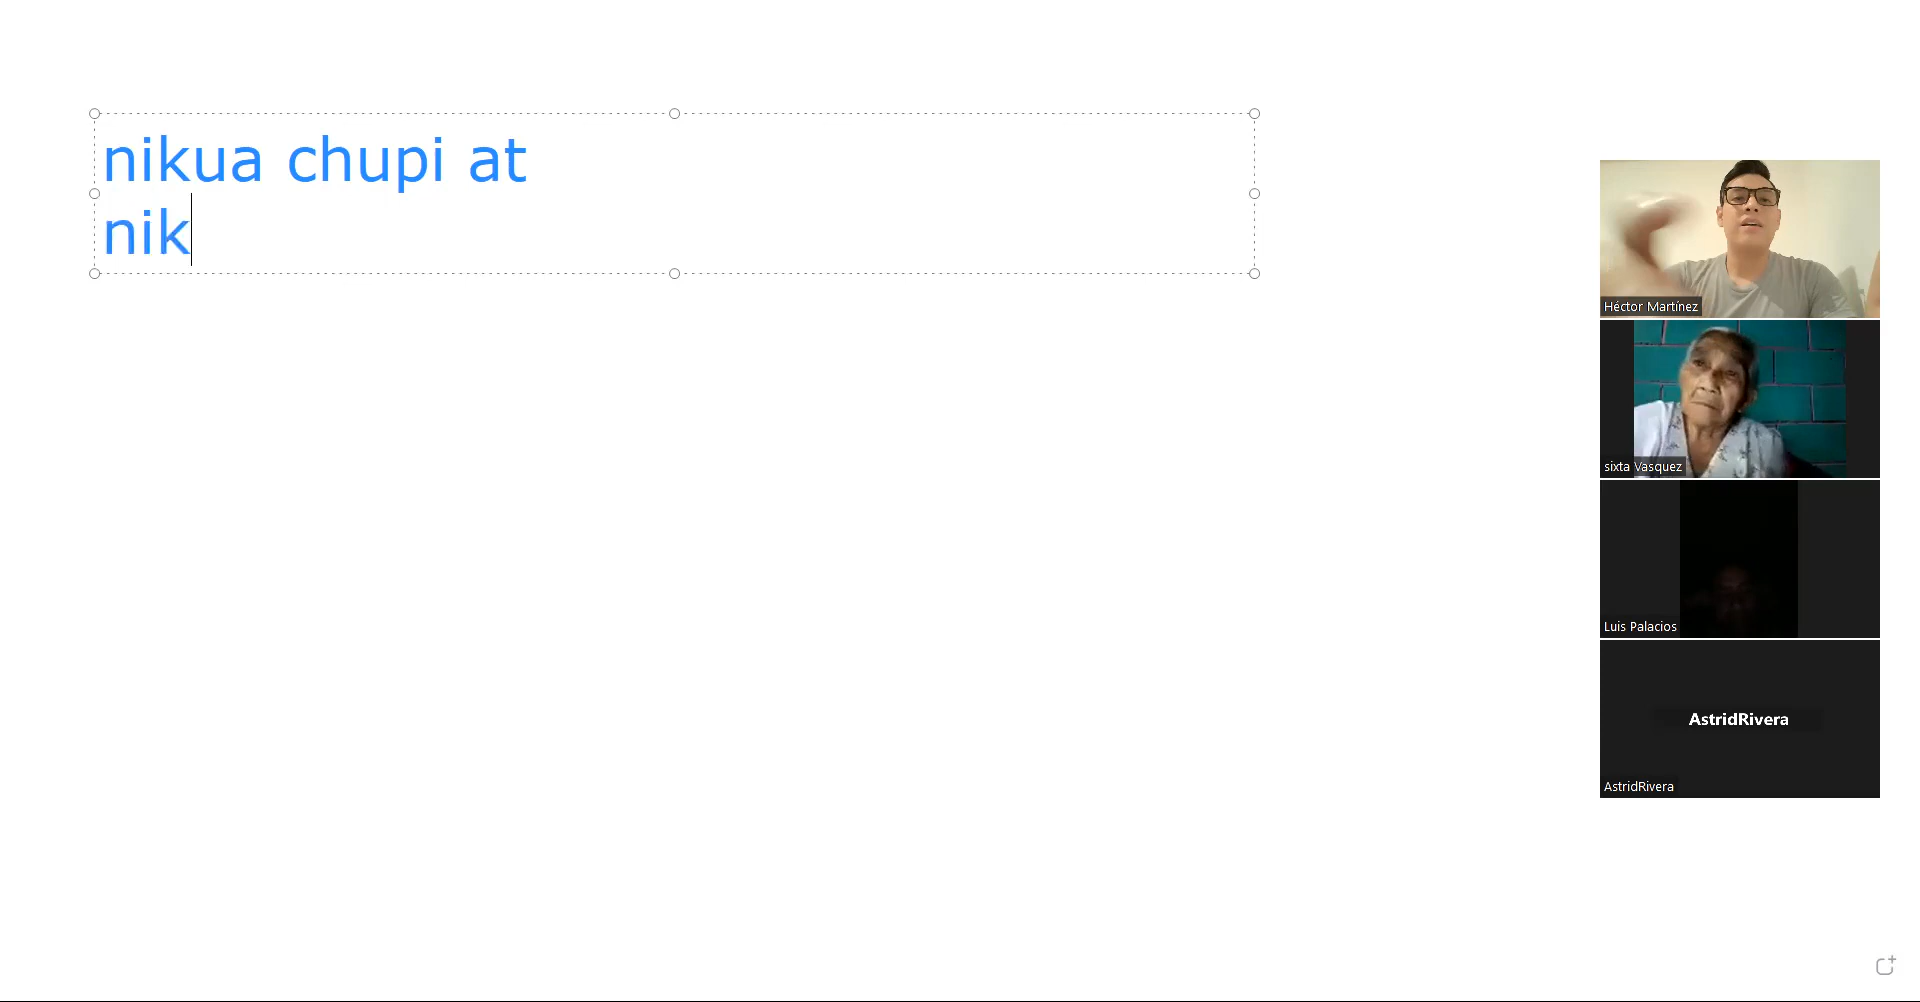 nikua chupi at
nik
Héctor Martínez
sixta Vasquez
Luis Palacios
AstridRivera
AstridRivera